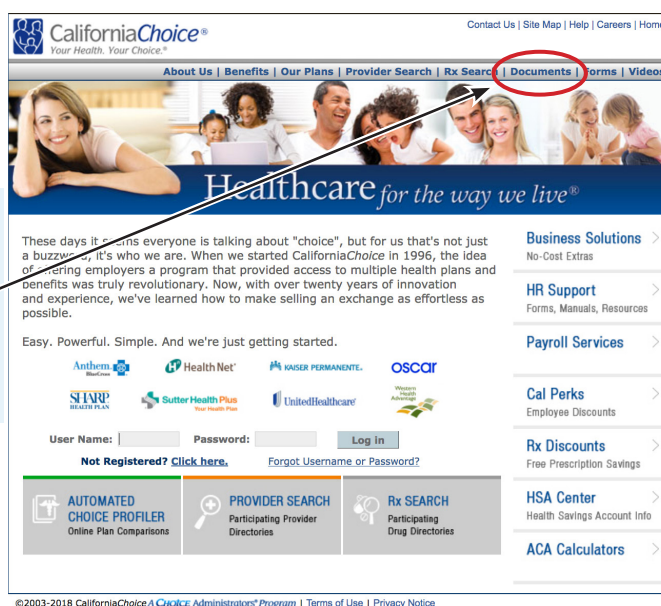 CaliforniaChoice®
Your Health. Your Choice.®
Contact Us | Site Map | Help | Careers | Home
About Us | Benefits | Our Plans | Provider Search | Rx Search | Documents | Forms | Videos
Healthcare for the way we live®
These days it seems everyone is talking about "choice", but for us that's not just
a buzzword, it's who we are. When we started CaliforniaChoice in 1996, the idea
of offering employers a program that provided access to multiple health plans and
benefits was truly revolutionary. Now, with over twenty years of innovation
and experience, we've learned how to make selling an exchange as effortless as
possible.
Easy. Powerful. Simple. And we're just getting started.
Anthem.
BlueCross
Health Net®
KAISER PERMANENTE®
oscar
SHARP
HEALTH PLAN
Sutter Health Plus
Your Health Plan
UnitedHealthcare®
Western
Health
Advantage
User Name:
Password:
Log in
Not Registered? Click here.
Forgot Username or Password?
AUTOMATED
CHOICE PROFILER
Online Plan Comparisons
PROVIDER SEARCH
Participating Provider
Directories
Rx SEARCH
Participating
Drug Directories
Business Solutions >
No-Cost Extras
HR Support >
Forms, Manuals, Resources
Payroll Services >
Cal Perks >
Employee Discounts
Rx Discounts >
Free Prescription Savings
HSA Center >
Health Savings Account Info
ACA Calculators >
©2003-2018 CaliforniaChoice A CHOICE Administrators® Program | Terms of Use | Privacy Notice